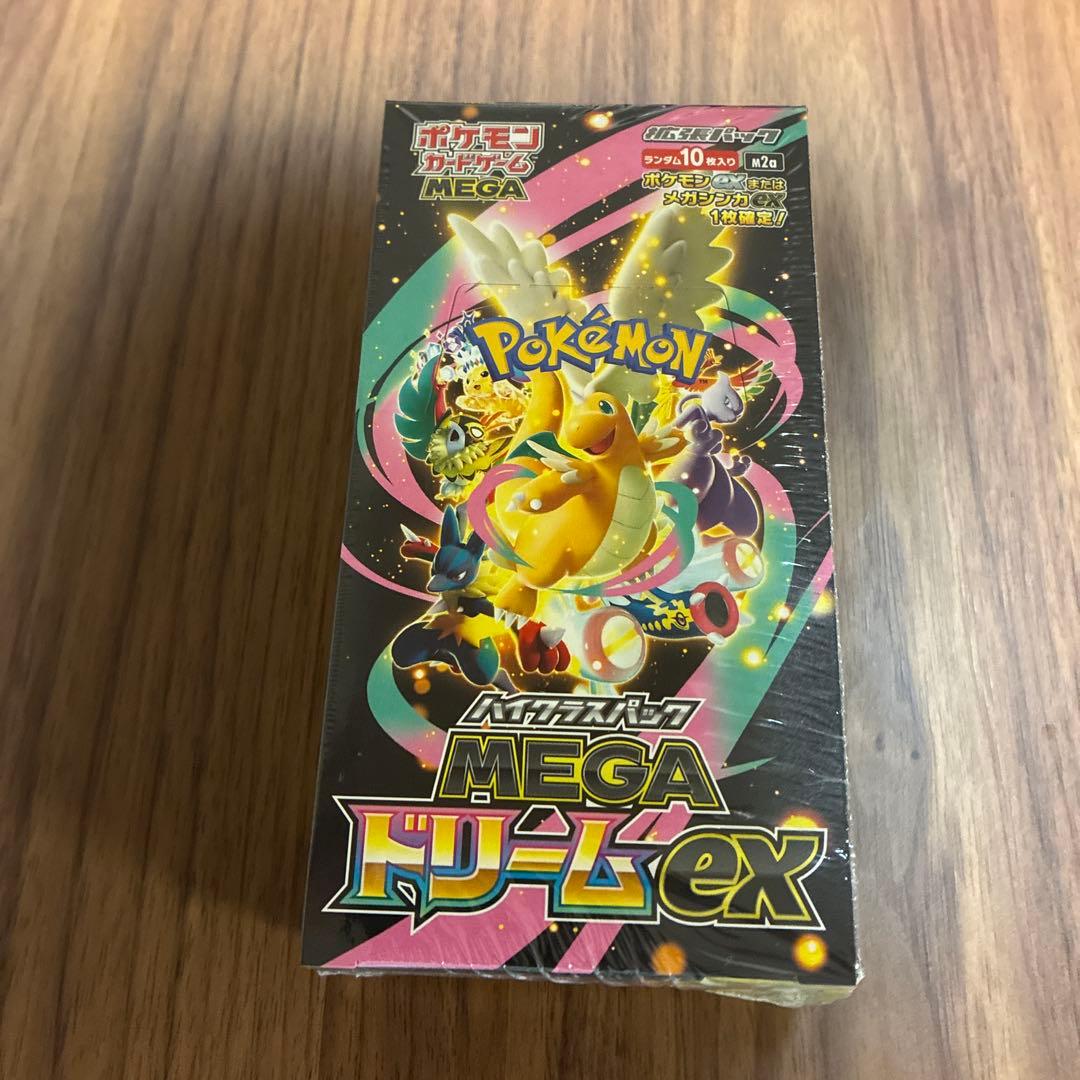 ポケモン
カードゲーム
MEGA
拡張パック
ランダム10枚入り M2a
ポケモンexまたは
メガシンカex
1枚確定!
POKÉMON
TM
ハイクラスパック
MEGA
ドリームex